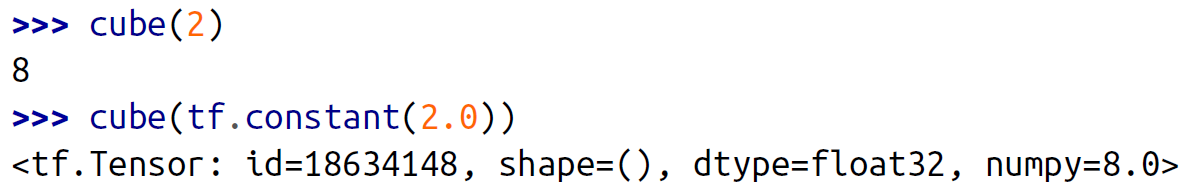 >>> cube(2)
8
>>> cube(tf.constant(2.0))
<tf.Tensor: id=18634148, shape=(), dtype=float32, numpy=8.0>